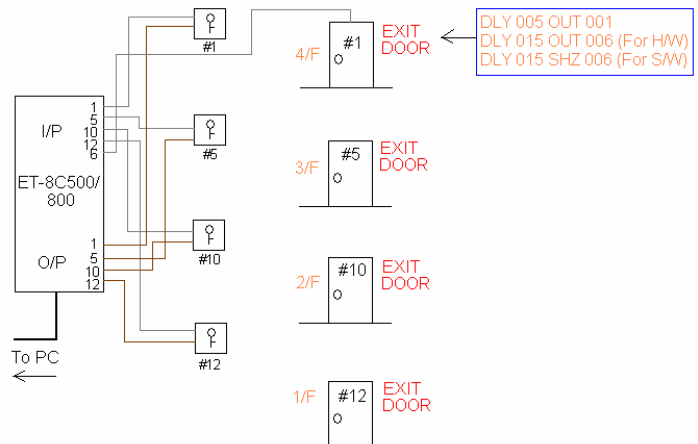 #1
#1
4/F
EXIT
DOOR
DLY 005 OUT 001
DLY 015 OUT 006 (For H/W)
DLY 015 SHZ 006 (For S/W)
1
5
10
12
6
I/P
ET-8C500/
800
O/P
1
5
10
12
To PC
#5
#10
#12
3/F
#5
EXIT
DOOR
2/F
#10
EXIT
DOOR
1/F
#12
EXIT
DOOR